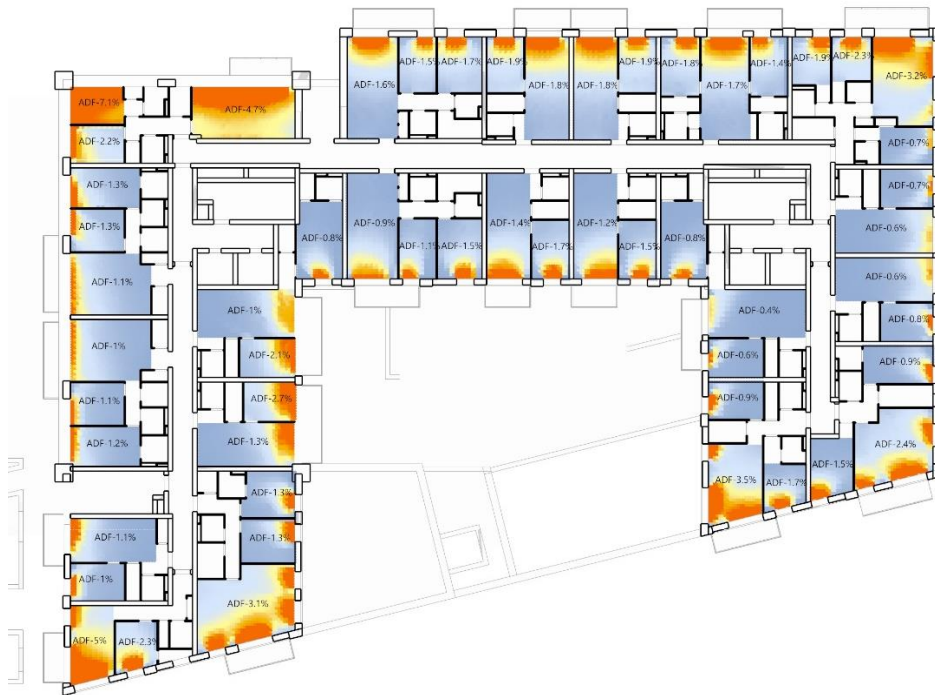 ADF-1.5%
ADF-1.7%
ADF-1.9%
ADF-1.9%
ADF-1.8%
ADF-1.4%
ADF-1.9%
ADF-2.3%
ADF-3.2%
ADF-1.6%
ADF-1.8%
ADF-1.8%
ADF-1.7%
ADF-7.1%
ADF-4.7%
ADF-2.2%
ADF-0.7%
ADF-1.3%
ADF-0.7%
ADF-1.3%
ADF-0.9%
ADF-1.4%
ADF-1.2%
ADF-0.6%
ADF-0.8%
ADF-1.1%
ADF-1.5%
ADF-1.7%
ADF-1.5%
ADF-0.8%
ADF-1.1%
ADF-0.6%
ADF-1%
ADF-0.4%
ADF-0.8%
ADF-1%
ADF-2.1%
ADF-0.6%
ADF-0.9%
ADF-1.1%
ADF-2.7%
ADF-0.9%
ADF-1.2%
ADF-1.3%
ADF-2.4%
ADF-1.5%
ADF-3.5%
ADF-1.7%
ADF-1.3%
ADF-1.1%
ADF-1.3%
ADF-1%
ADF-3.1%
ADF-5%
ADF-2.3%